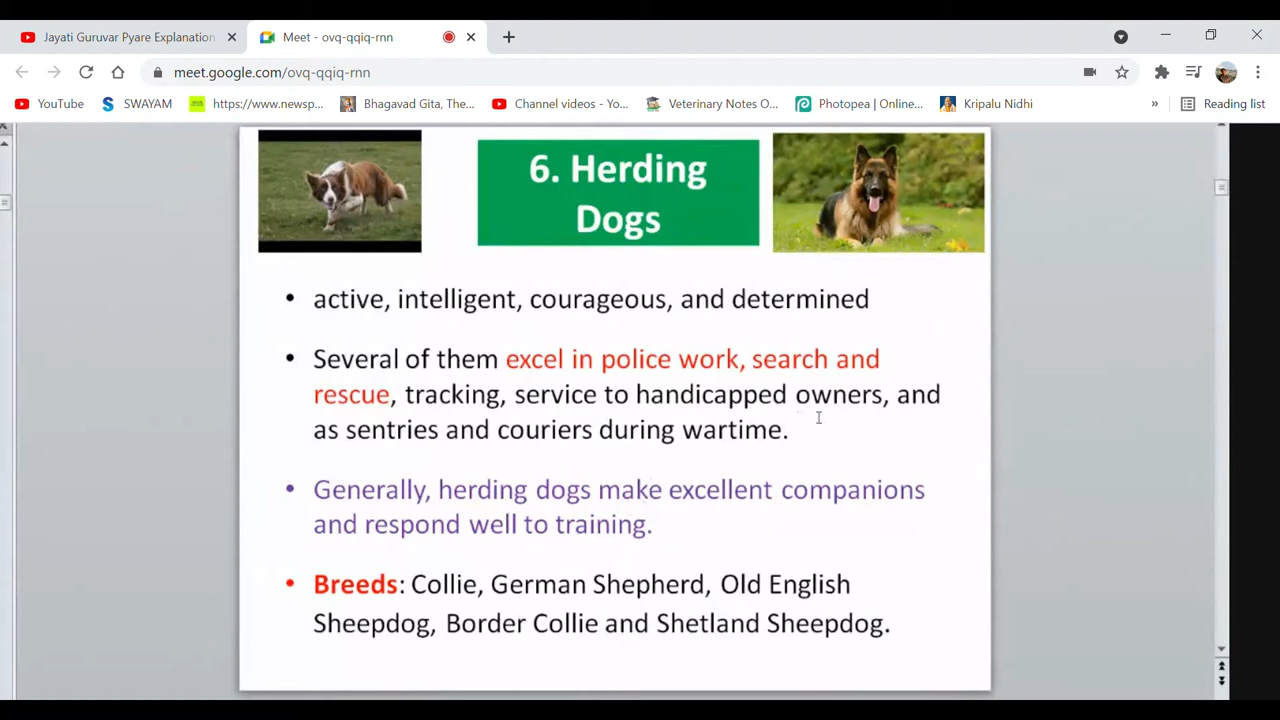 Jayati Guruvar Pyare Explanation
Meet - ovq-qqiq-rnn
meet.google.com/ovq-qqiq-rnn
YouTube
SWAYAM
https://www.newsp...
Bhagavad Gita, The...
Channel videos - Yo...
Veterinary Notes O...
Photopea | Online...
Kripalu Nidhi
»
Reading list
6. Herding
Dogs
• active, intelligent, courageous, and determined
• Several of them excel in police work, search and
rescue, tracking, service to handicapped owners, and
as sentries and couriers during wartime.
• Generally, herding dogs make excellent companions
and respond well to training.
• Breeds: Collie, German Shepherd, Old English
Sheepdog, Border Collie and Shetland Sheepdog.